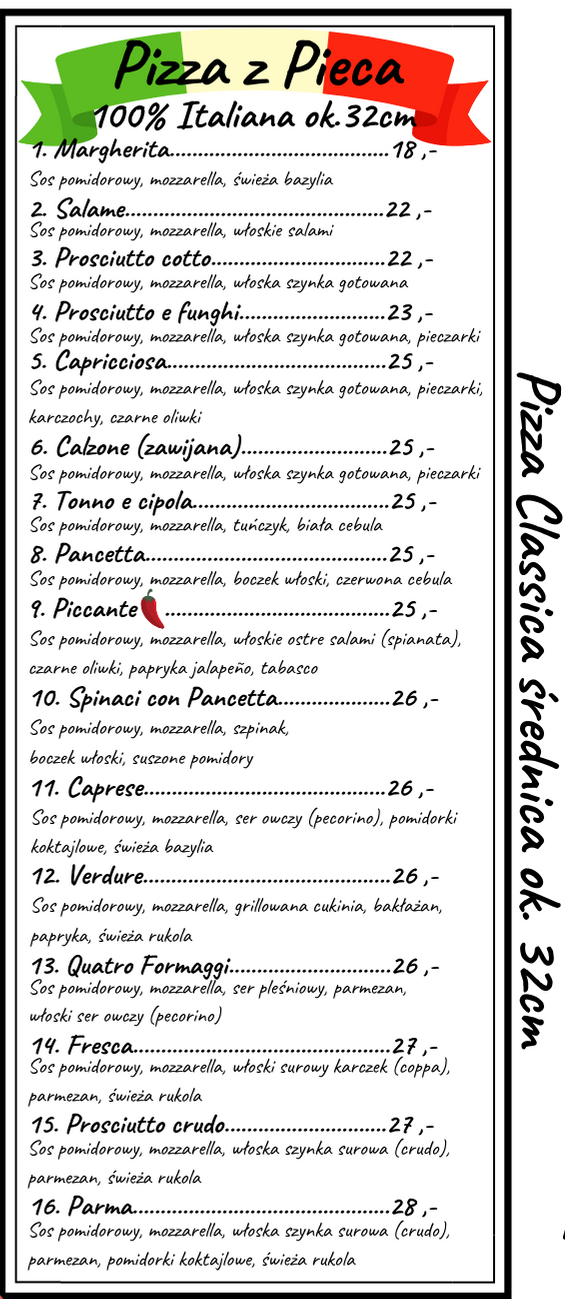 Pizza z Pieca
100% Italiana ok.32cm
1. Margherita................................................18 ,-
Sos pomidorowy, mozzarella, świeża bazylia
2. Salame.....................................................22 ,-
Sos pomidorowy, mozzarella, włoskie salami
3. Prosciutto cotto....................................22 ,-
Sos pomidorowy, mozzarella, włoska szynka gotowana
4. Prosciutto e funghi..............................23 ,-
Sos pomidorowy, mozzarella, włoska szynka gotowana, pieczarki
5. Capricciosa.............................................25 ,-
Sos pomidorowy, mozzarella, włoska szynka gotowana, pieczarki,
karczochy, czarne oliwki
6. Calzone (zawijana)..............................25 ,-
Sos pomidorowy, mozzarella, włoska szynka gotowana, pieczarki
7. Tonno e cipola........................................25 ,-
Sos pomidorowy, mozzarella, tuńczyk, biała cebula
8. Pancetta.................................................25 ,-
Sos pomidorowy, mozzarella, boczek włoski, czerwona cebula
9. Piccante🌶.............................................25 ,-
Sos pomidorowy, mozzarella, włoskie ostre salami (spianata),
czarne oliwki, papryka jalapeño, tabasco
10. Spinaci con Pancetta.......................26 ,-
Sos pomidorowy, mozzarella, szpinak,
boczek włoski, suszone pomidory
11. Caprese.................................................26 ,-
Sos pomidorowy, mozzarella, ser owczy (pecorino), pomidorki
koktajlowe, świeża bazylia
12. Verdure.................................................26 ,-
Sos pomidorowy, mozzarella, grillowana cukinia, bakłażan,
papryka, świeża rukola
13. Quatro Formaggi................................26 ,-
Sos pomidorowy, mozzarella, ser pleśniowy, parmezan,
włoski ser owczy (pecorino)
14. Fresca...................................................27 ,-
Sos pomidorowy, mozzarella, włoski surowy karczek (coppa),
parmezan, świeża rukola
15. Prosciutto crudo.................................27 ,-
Sos pomidorowy, mozzarella, włoska szynka surowa (crudo),
parmezan, świeża rukola
16. Parma...................................................28 ,-
Sos pomidorowy, mozzarella, włoska szynka surowa (crudo),
parmezan, pomidorki koktajlowe, świeża rukola
Pizza Classica średnica ok. 32cm